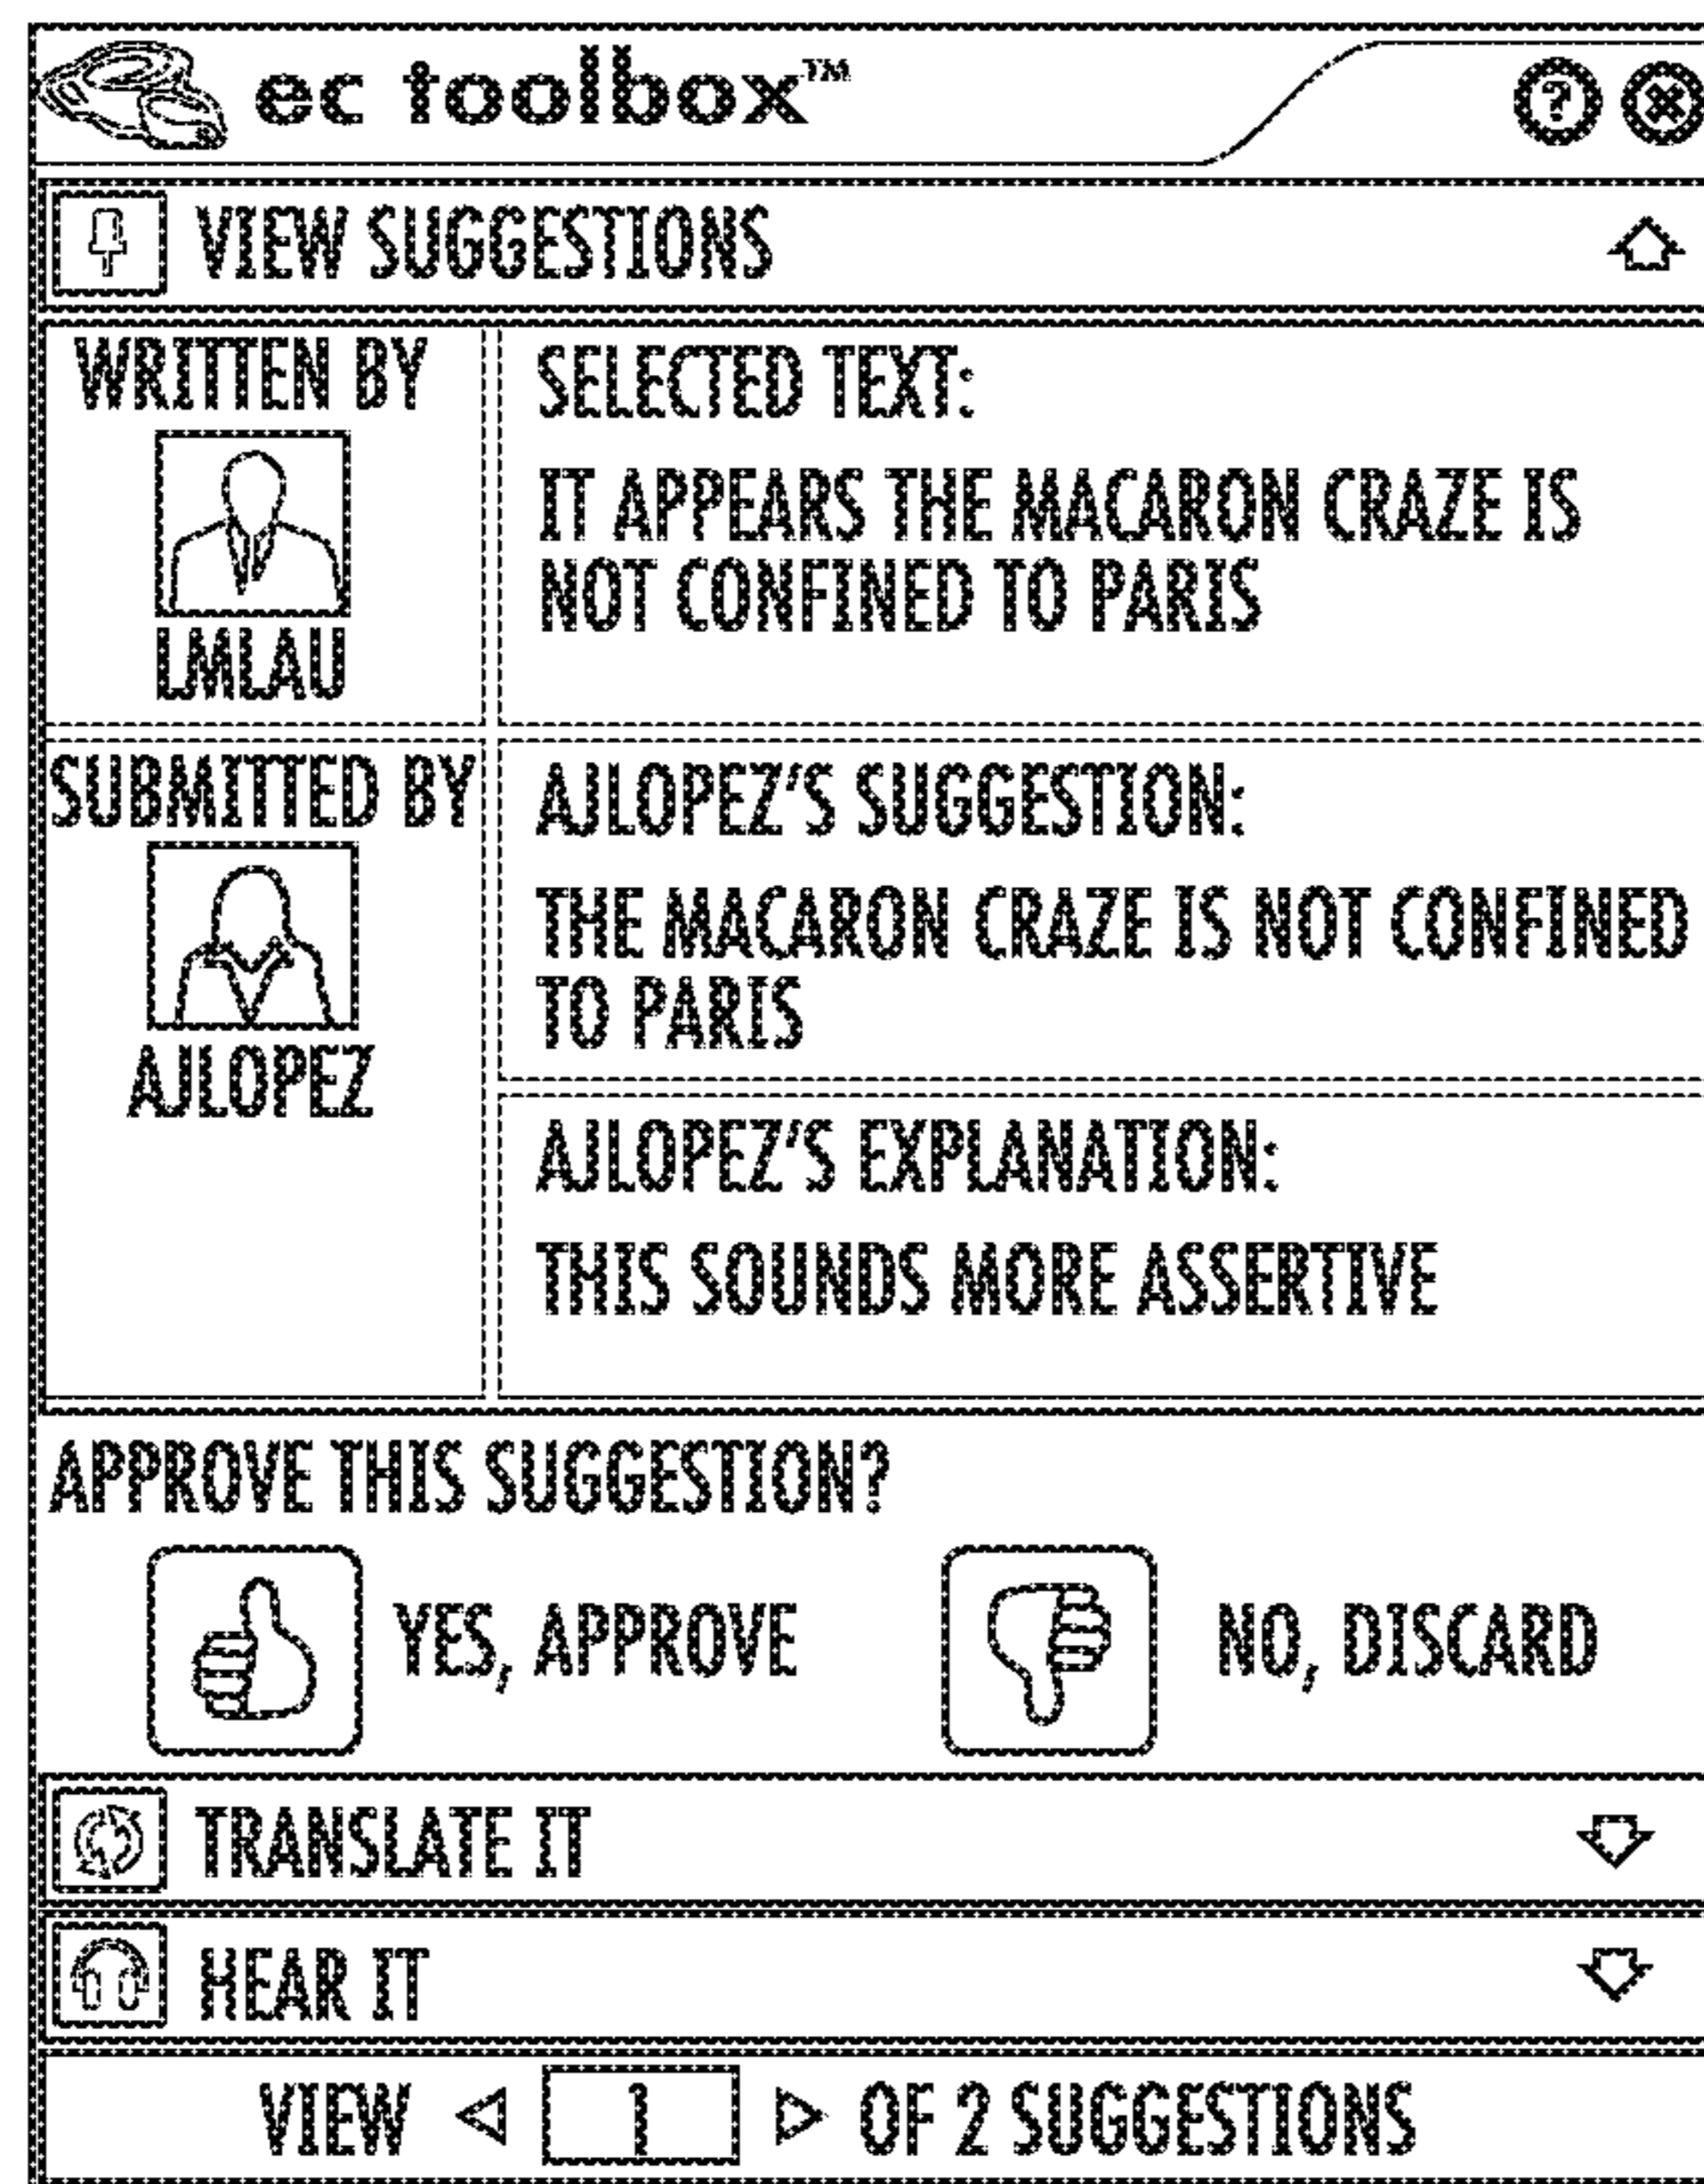 ec toolbox™
VIEW SUGGESTIONS
WRITTEN BY
LMLAU
SELECTED TEXT:
IT APPEARS THE MACARON CRAZE IS
NOT CONFINED TO PARIS
SUBMITTED BY
AJLOPEZ
AJLOPEZ'S SUGGESTION:
THE MACARON CRAZE IS NOT CONFINED
TO PARIS
AJLOPEZ'S EXPLANATION:
THIS SOUNDS MORE ASSERTIVE
APPROVE THIS SUGGESTION?
YES, APPROVE NO, DISCARD
TRANSLATE IT
HEAR IT
VIEW 1 OF 2 SUGGESTIONS